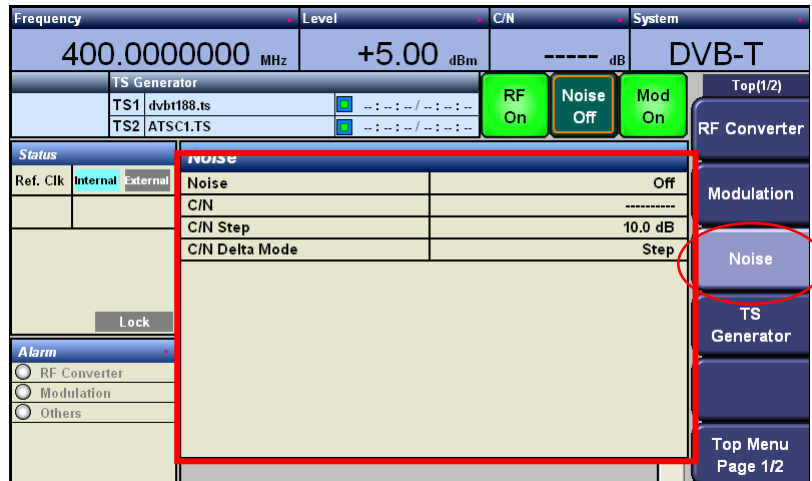 Frequency Level C/N System
400.0000000 MHz +5.00 dBm ----- dB DVB-T
TS Generator
TS1 dvbt188.ts --:--:--/--:--:--
TS2 ATSC1.TS --:--:--/--:--:--
RF On
Noise Off
Mod On
Top(1/2)
RF Converter
Modulation
Noise
TS
Generator
Top Menu
Page 1/2
Status
Ref. Clk Internal External
Lock
Alarm
RF Converter
Modulation
Others
Noise
Noise Off
C/N ----------
C/N Step 10.0 dB
C/N Delta Mode Step